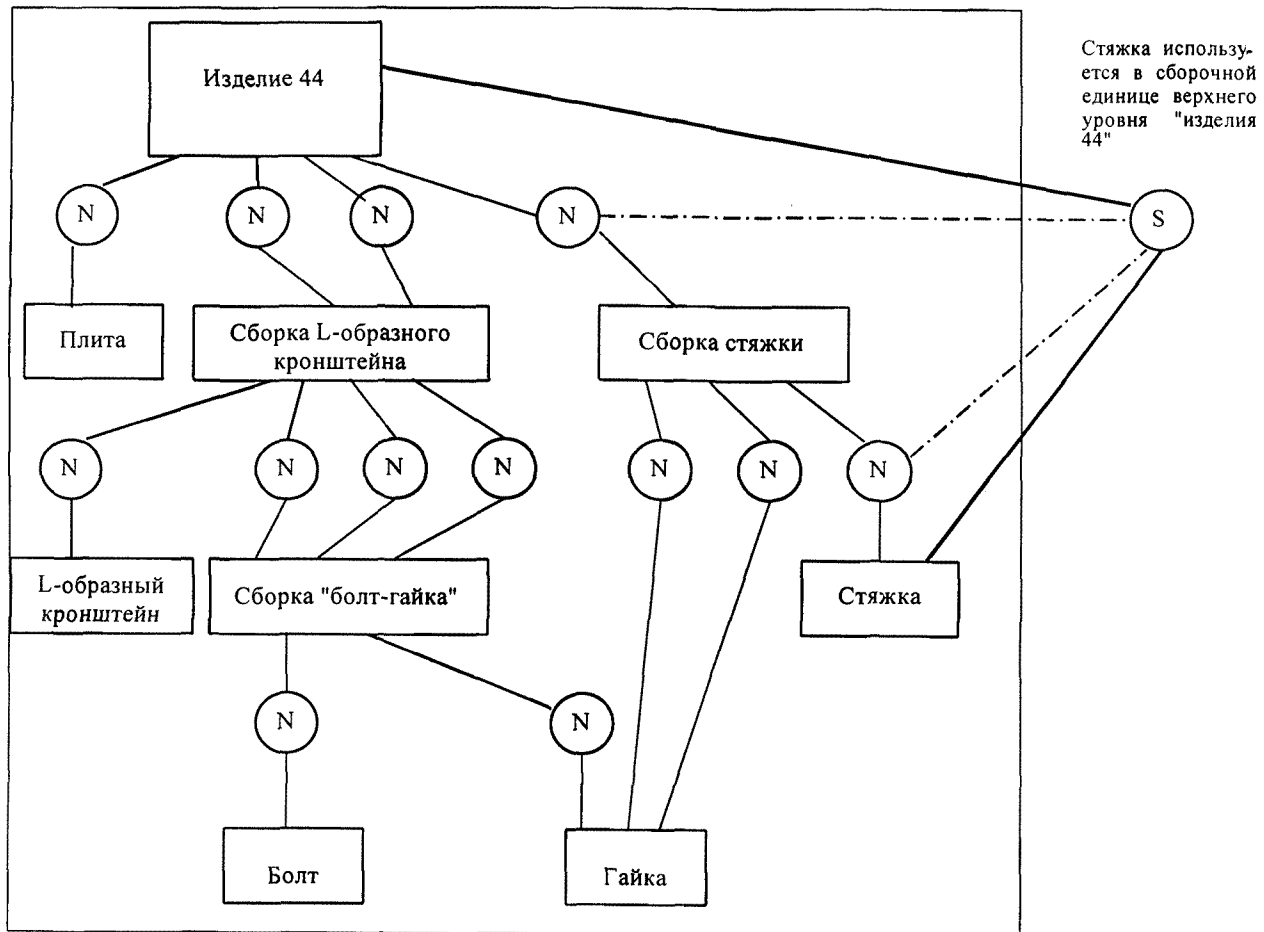 Изделие 44
Стяжка использу-
ется в сборочной
единице верхнего
уровня "изделия
44"
N
N
N
N
S
Плита
Сборка L-образного
кронштейна
Сборка стяжки
N
N
N
N
N
N
N
L-образный
кронштейн
Сборка "болт-гайка"
Стяжка
N
N
Болт
Гайка